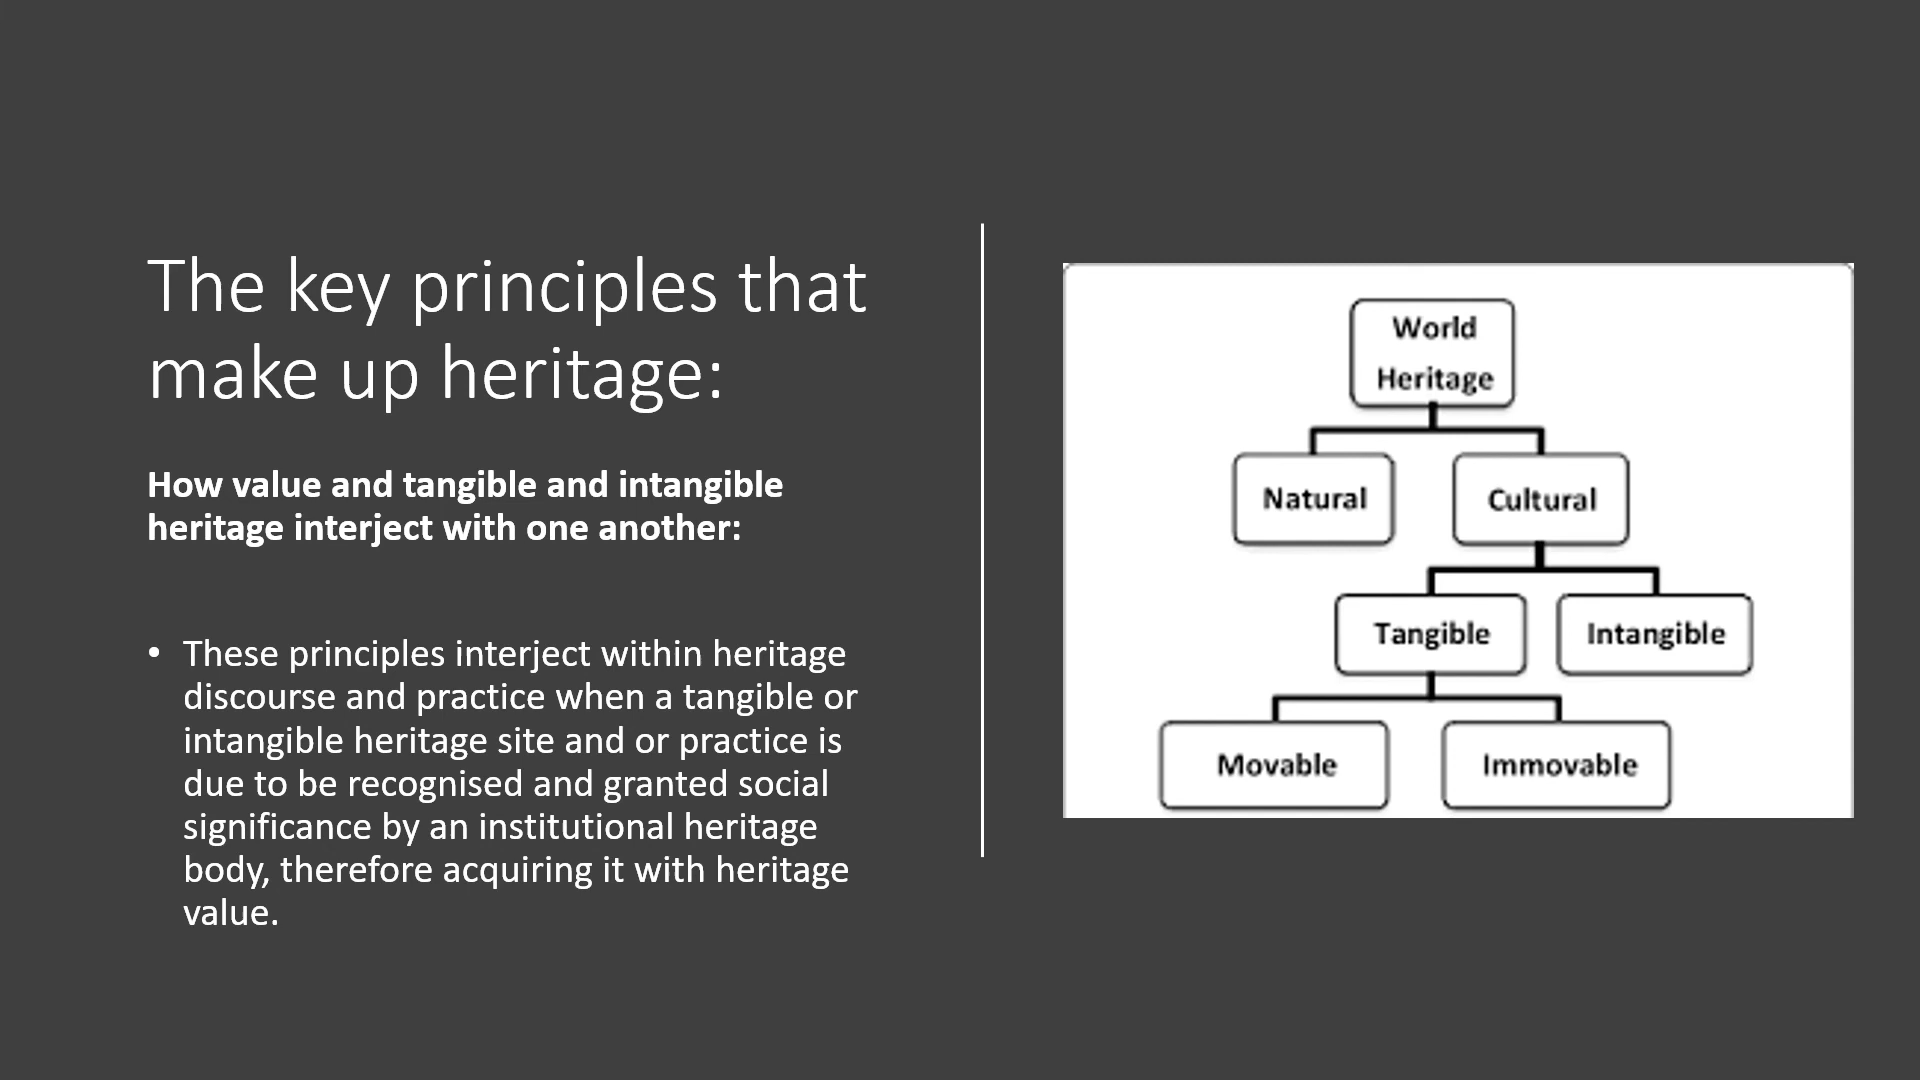 The key principles that
make up heritage:
How value and tangible and intangible
heritage interject with one another:
• These principles interject within heritage
discourse and practice when a tangible or
intangible heritage site and or practice is
due to be recognised and granted social
significance by an institutional heritage
body, therefore acquiring it with heritage
value.
World
Heritage
Natural
Cultural
Tangible
Intangible
Movable
Immovable